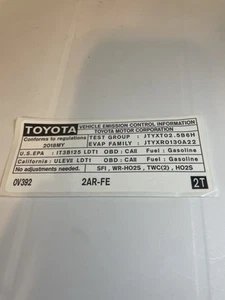 TOYOTA VEHICLE EMISSION CONTROL INFORMATION
TOYOTA MOTOR CORPORATION
Conforms to regulations TEST GROUP : JTYXT02.5B6H
2018MY EVAP FAMILY : JTYXR0130A22
U.S.EPA : IT3B125 LDT1 OBD : CaII Fuel : Gasoline
California : ULEV2 LDT1 OBD : CaII Fuel : Gasoline
No adjustments needed. SFI, WR-HO2S, TWC(2), HO2S
0V392 2AR-FE 2T